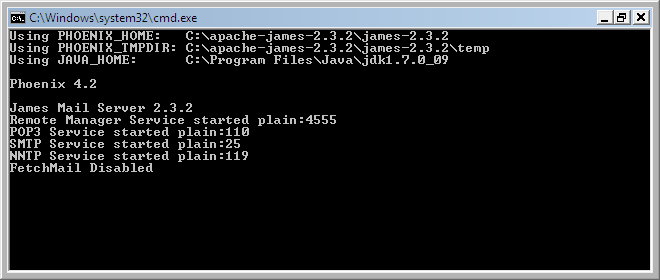 C:\Windows\system32\cmd.exe
Using PHOENIX_HOME:   C:\apache-james-2.3.2\james-2.3.2
Using PHOENIX_TMPDIR: C:\apache-james-2.3.2\james-2.3.2\temp
Using JAVA_HOME:      C:\Program Files\Java\jdk1.7.0_09
Phoenix 4.2
James Mail Server 2.3.2
Remote Manager Service started plain:4555
POP3 Service started plain:110
SMTP Service started plain:25
NNTP Service started plain:119
FetchMail Disabled